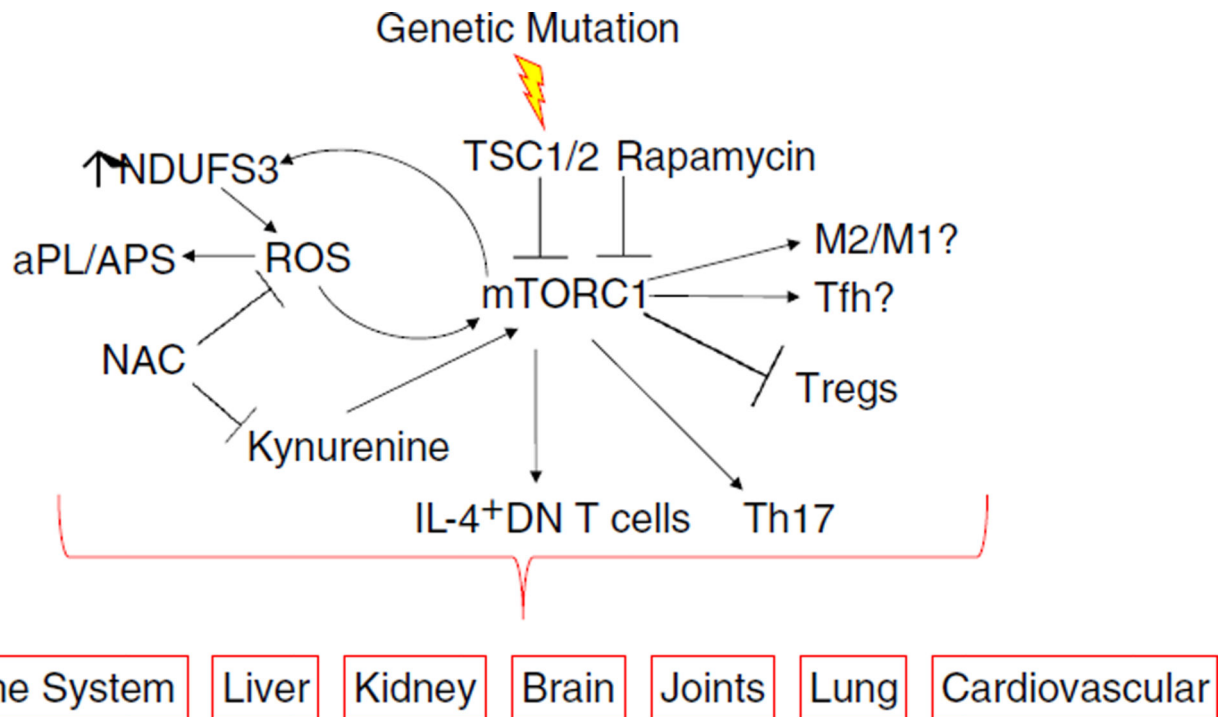 Genetic Mutation
↑NDUFS3
TSC1/2 Rapamycin
aPL/APS
ROS
mTORC1
M2/M1?
Tfh?
NAC
Tregs
Kynurenine
IL-4⁺DN T cells
Th17
System
Liver
Kidney
Brain
Joints
Lung
Cardiovascular